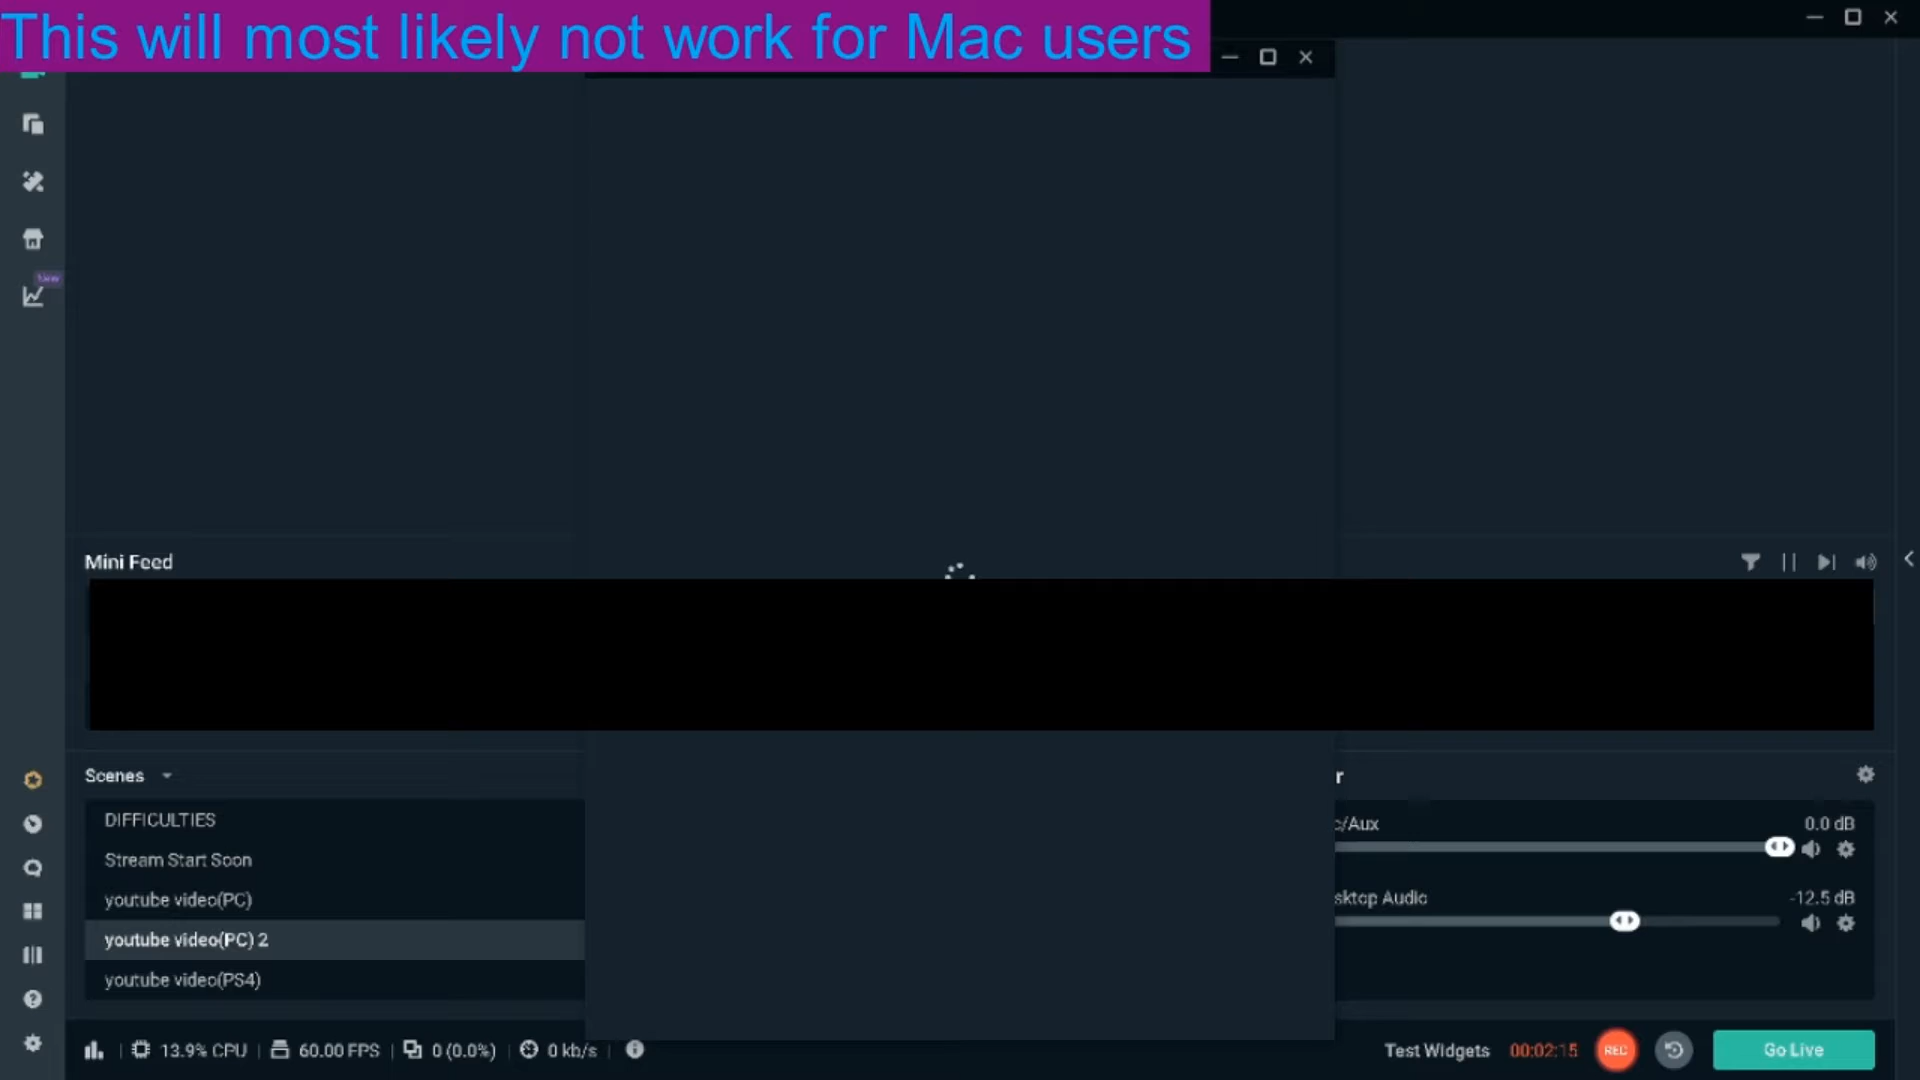 This will most likely not work for Mac users
New
Mini Feed
Scenes
r
DIFFICULTIES
c/Aux
0.0 dB
Stream Start Soon
youtube video(PC)
sktop Audio
-12.5 dB
youtube video(PC) 2
youtube video(PS4)
13.9% CPU
60.00 FPS
0 (0.0%)
0 kb/s
Test Widgets
00:02:15
REC
Go Live